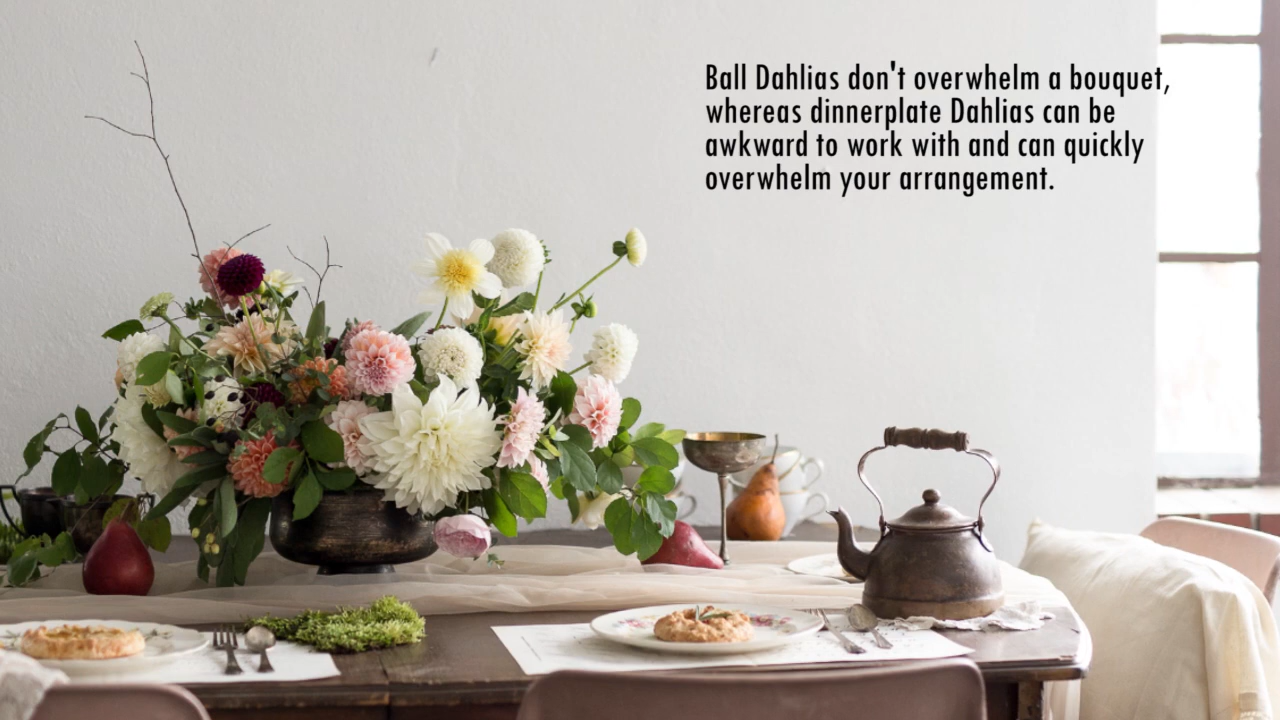 Ball Dahlias don't overwhelm a bouquet,
whereas dinnerplate Dahlias can be
awkward to work with and can quickly
overwhelm your arrangement.